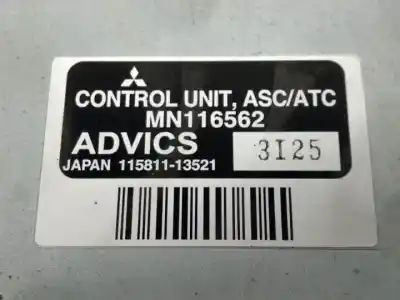 CONTROL UNIT, ASC/ATC
MN116562
ADVICS 3I25
JAPAN 115811-13521